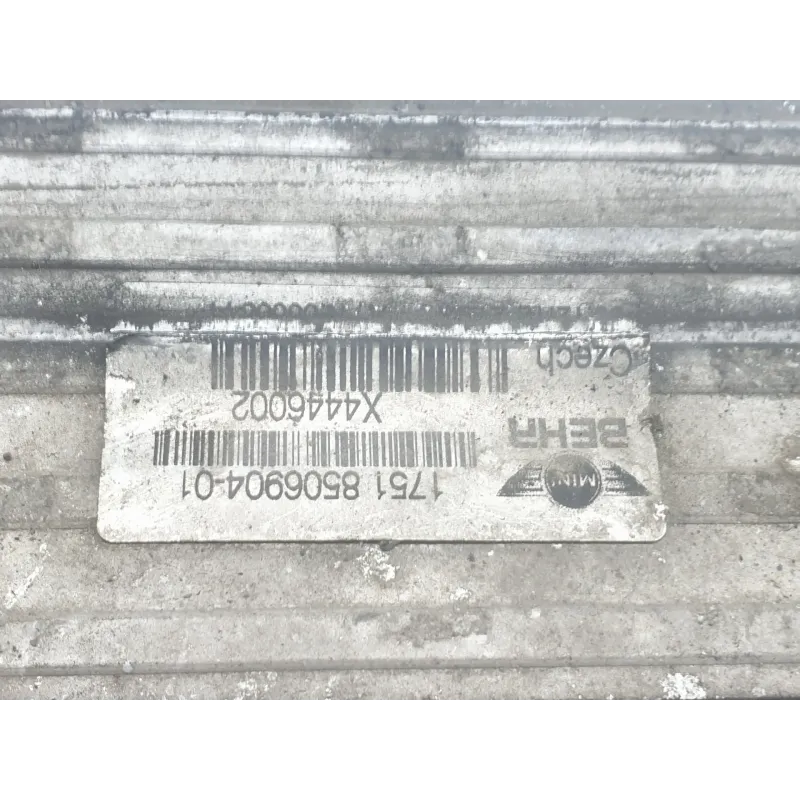 MINI
1751 8506904-01
BEHR
X4446002
Czech